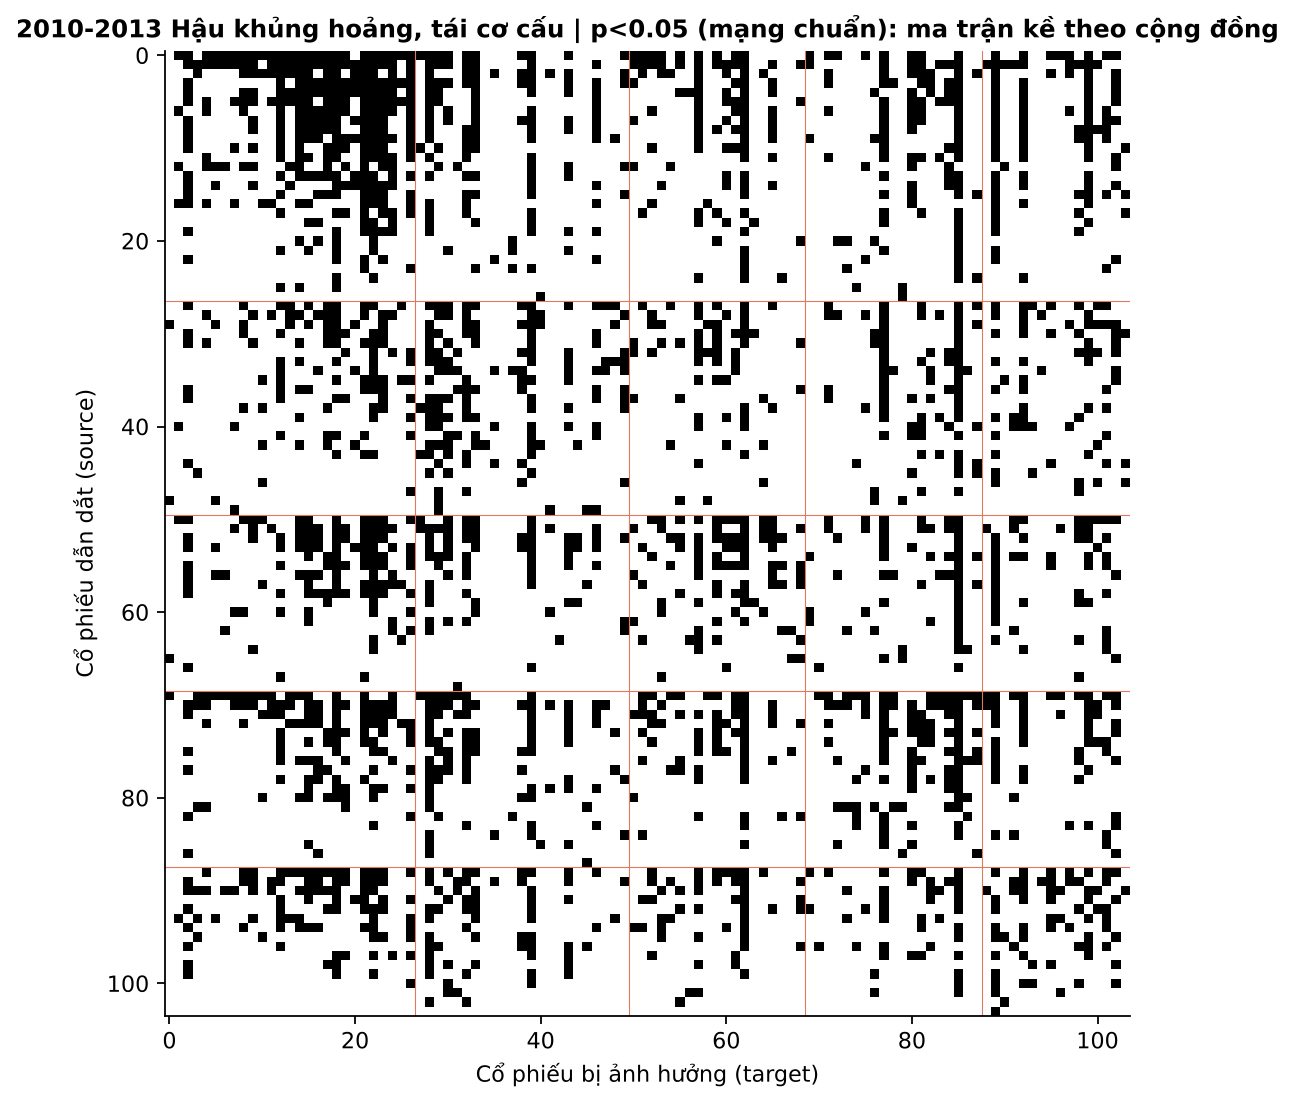 2010-2013 Hậu khủng hoảng, tái cơ cấu | p<0.05 (mạng chuẩn): ma trận kề theo cộng đồng
0
20
40
60
80
100
Cổ phiếu dẫn dắt (source)
0 20 40 60 80 100
Cổ phiếu bị ảnh hưởng (target)